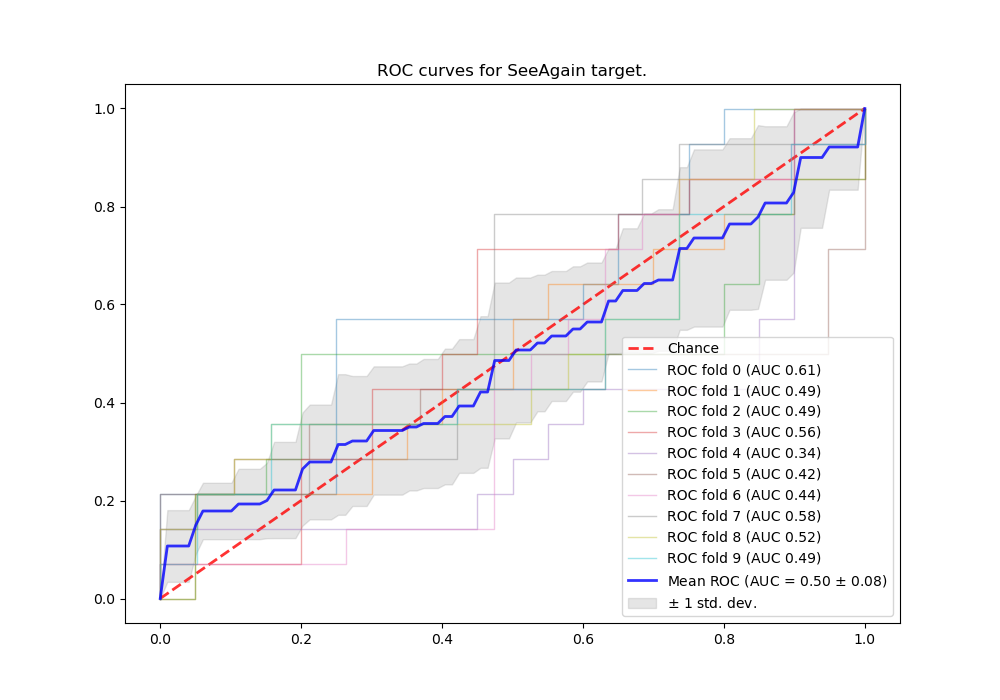 ROC curves for SeeAgain target.
1.0
0.8
0.6
0.4
0.2
0.0
0.0 0.2 0.4 0.6 0.8 1.0
Chance
ROC fold 0 (AUC 0.61)
ROC fold 1 (AUC 0.49)
ROC fold 2 (AUC 0.49)
ROC fold 3 (AUC 0.56)
ROC fold 4 (AUC 0.34)
ROC fold 5 (AUC 0.42)
ROC fold 6 (AUC 0.44)
ROC fold 7 (AUC 0.58)
ROC fold 8 (AUC 0.52)
ROC fold 9 (AUC 0.49)
Mean ROC (AUC = 0.50 ± 0.08)
± 1 std. dev.